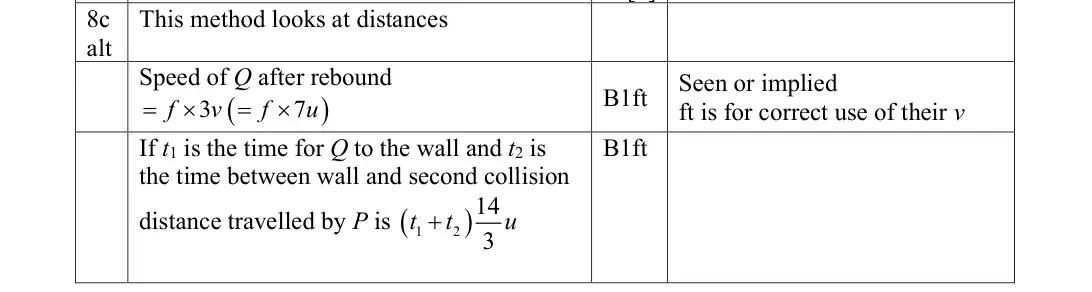 8c This method looks at distances
alt
Speed of Q after rebound
= f × 3v (= f × 7u)
B1ft
Seen or implied
ft is for correct use of their v
If t₁ is the time for Q to the wall and t₂ is
the time between wall and second collision
distance travelled by P is (t₁ + t₂) 14/3 u
B1ft